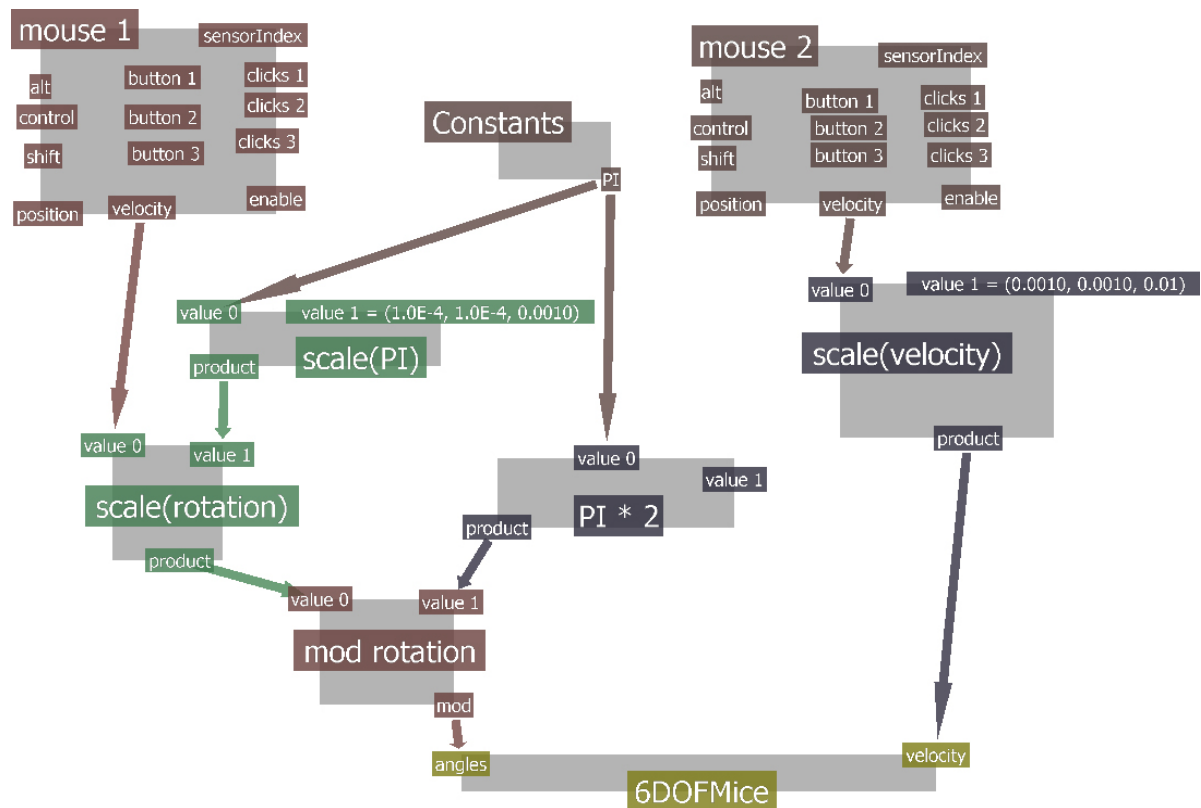 mouse 1
sensorIndex
alt
button 1
clicks 1
control
button 2
clicks 2
shift
button 3
clicks 3
position
velocity
enable
Constants
PI
mouse 2
sensorIndex
alt
button 1
clicks 1
control
button 2
clicks 2
shift
button 3
clicks 3
position
velocity
enable
value 0
value 1 = (1.0E-4, 1.0E-4, 0.0010)
scale(PI)
product
value 0
value 1 = (0.0010, 0.0010, 0.01)
scale(velocity)
product
value 0
value 1
scale(rotation)
product
value 0
value 1
PI * 2
product
value 0
value 1
mod rotation
mod
angles
velocity
6DOFMice